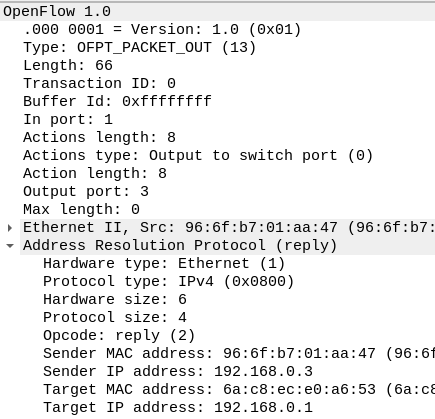 OpenFlow 1.0
.000 0001 = Version: 1.0 (0x01)
Type: OFPT_PACKET_OUT (13)
Length: 66
Transaction ID: 0
Buffer Id: 0xffffffff
In port: 1
Actions length: 8
Actions type: Output to switch port (0)
Action length: 8
Output port: 3
Max length: 0
Ethernet II, Src: 96:6f:b7:01:aa:47 (96:6f:b7:
Address Resolution Protocol (reply)
Hardware type: Ethernet (1)
Protocol type: IPv4 (0x0800)
Hardware size: 6
Protocol size: 4
Opcode: reply (2)
Sender MAC address: 96:6f:b7:01:aa:47 (96:6f
Sender IP address: 192.168.0.3
Target MAC address: 6a:c8:ec:e0:a6:53 (6a:c8
Target IP address: 192.168.0.1